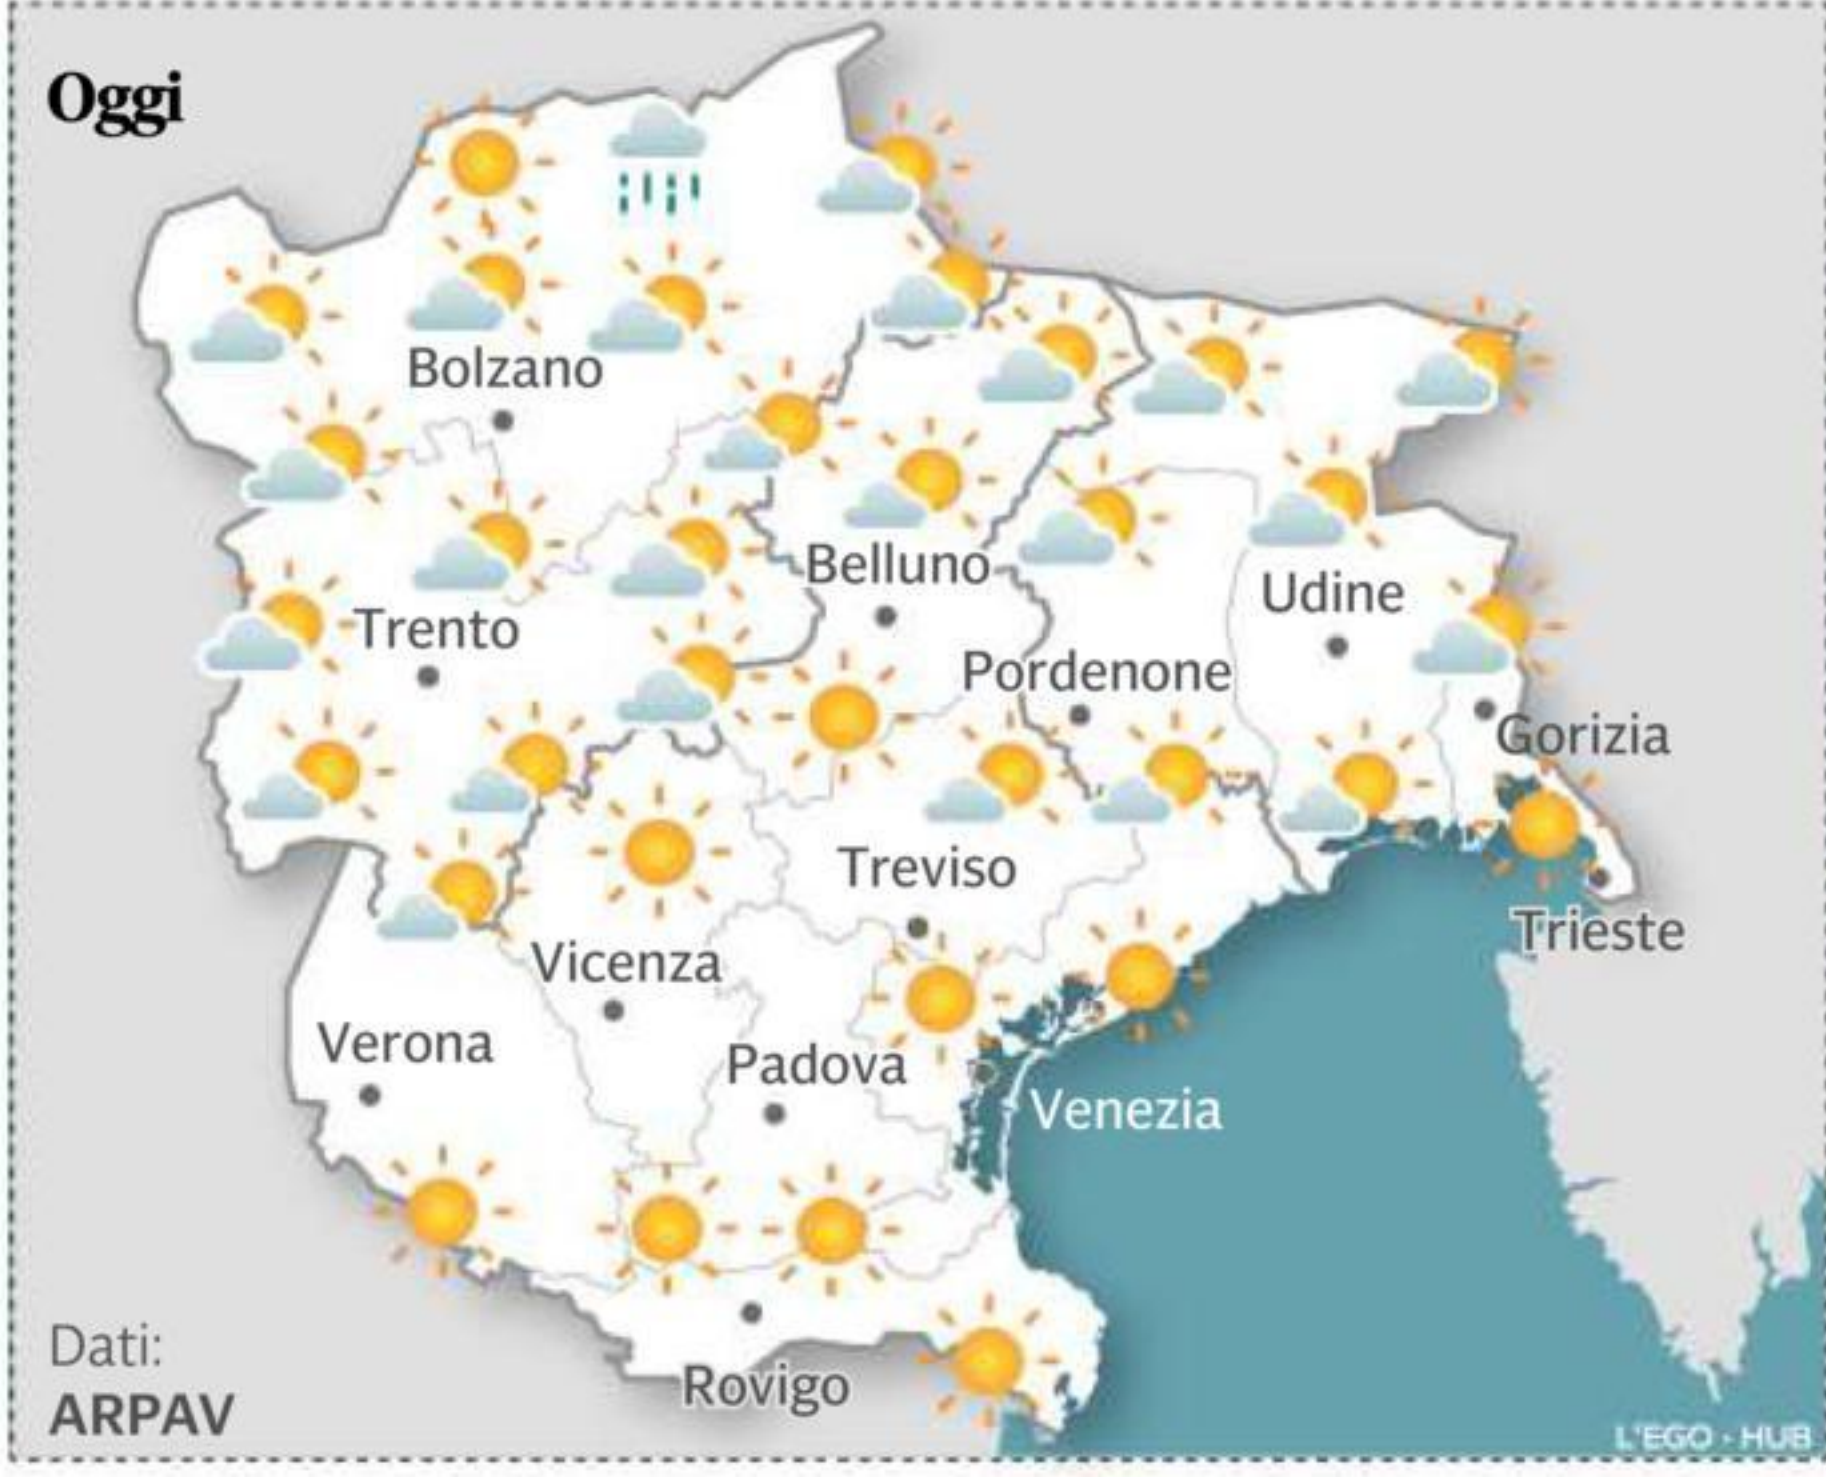 Oggi
Bolzano
Belluno
Udine
Trento
Pordenone
Gorizia
Treviso
Trieste
Vicenza
Verona
Padova
Venezia
Rovigo
Dati:
ARPAV
L'EGO - HUB